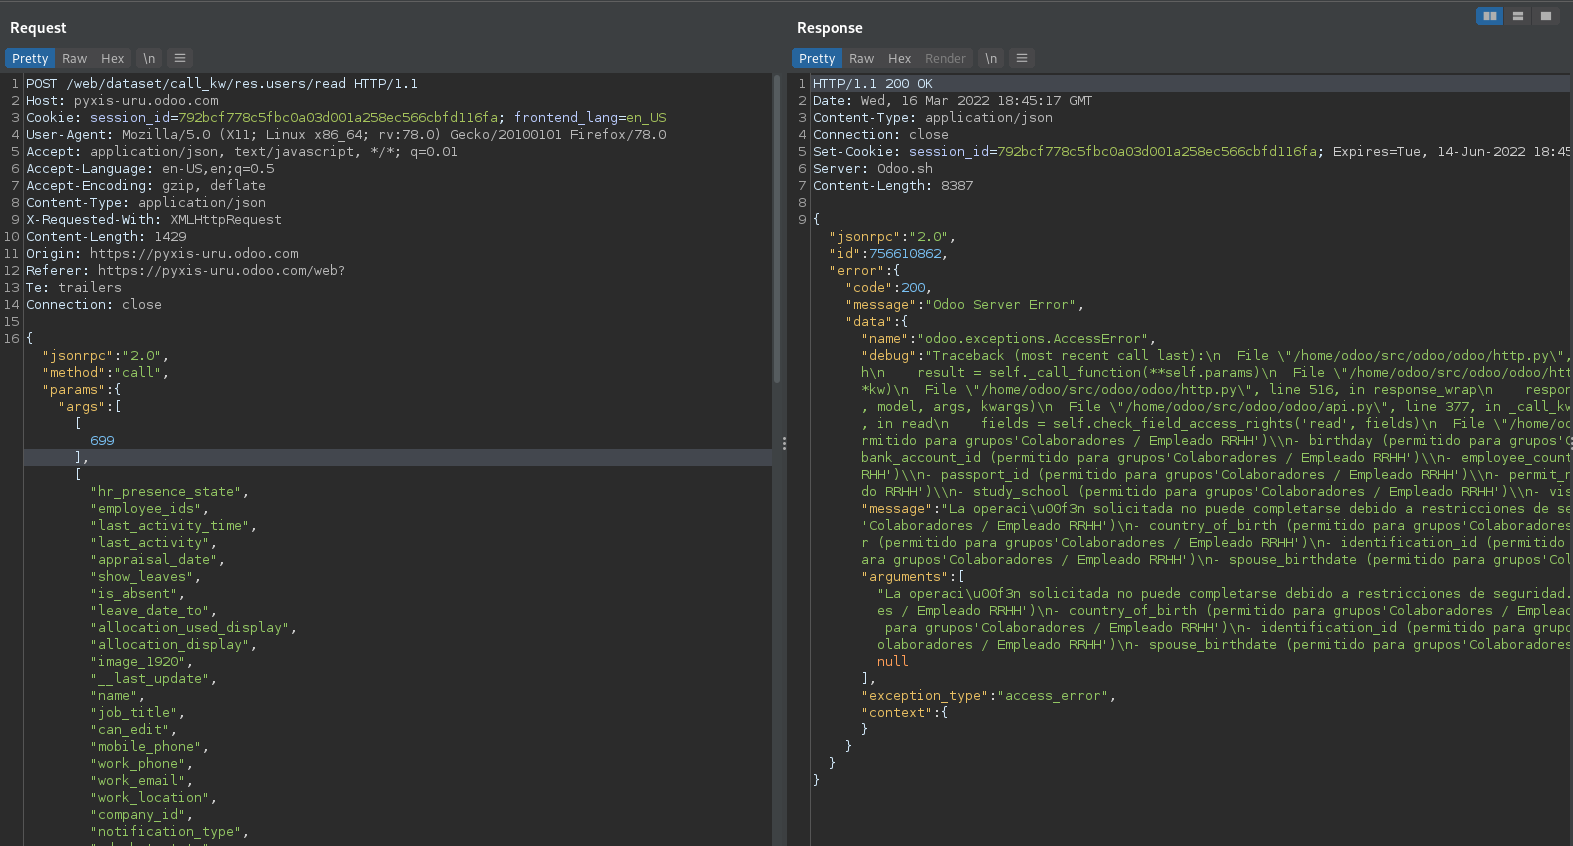 Request
Pretty Raw Hex \n
1 POST /web/dataset/call_kw/res.users/read HTTP/1.1
2 Host: pyxis-uru.odoo.com
3 Cookie: session_id=792bcf778c5fbc0a03d001a258ec566cbfd116fa; frontend_lang=en_US
4 User-Agent: Mozilla/5.0 (X11; Linux x86_64; rv:78.0) Gecko/20100101 Firefox/78.0
5 Accept: application/json, text/javascript, */*; q=0.01
6 Accept-Language: en-US,en;q=0.5
7 Accept-Encoding: gzip, deflate
8 Content-Type: application/json
9 X-Requested-With: XMLHttpRequest
10 Content-Length: 1429
11 Origin: https://pyxis-uru.odoo.com
12 Referer: https://pyxis-uru.odoo.com/web?
13 Te: trailers
14 Connection: close
15
16 {
"jsonrpc":"2.0",
"method":"call",
"params":{
"args":[
[
699
],
[
"hr_presence_state",
"employee_ids",
"last_activity_time",
"last_activity",
"appraisal_date",
"show_leaves",
"is_absent",
"leave_date_to",
"allocation_used_display",
"allocation_display",
"image_1920",
"__last_update",
"name",
"job_title",
"can_edit",
"mobile_phone",
"work_phone",
"work_email",
"work_location",
"company_id",
"notification_type",
Response
Pretty Raw Hex Render \n
1 HTTP/1.1 200 OK
2 Date: Wed, 16 Mar 2022 18:45:17 GMT
3 Content-Type: application/json
4 Connection: close
5 Set-Cookie: session_id=792bcf778c5fbc0a03d001a258ec566cbfd116fa; Expires=Tue, 14-Jun-2022 18:45
6 Server: Odoo.sh
7 Content-Length: 8387
8
9 {
"jsonrpc":"2.0",
"id":756610862,
"error":{
"code":200,
"message":"Odoo Server Error",
"data":{
"name":"odoo.exceptions.AccessError",
"debug":"Traceback (most recent call last):\n  File \"/home/odoo/src/odoo/odoo/http.py\",
h\n    result = self._call_function(**self.params)\n  File \"/home/odoo/src/odoo/odoo/htt
*kw)\n  File \"/home/odoo/src/odoo/odoo/http.py\", line 516, in response_wrap\n    respon
, model, args, kwargs)\n  File \"/home/odoo/src/odoo/odoo/api.py\", line 377, in _call_kw
, in read\n    fields = self.check_field_access_rights('read', fields)\n  File \"/home/od
rmitido para grupos'Colaboradores / Empleado RRHH')\\n- birthday (permitido para grupos'C
bank_account_id (permitido para grupos'Colaboradores / Empleado RRHH')\\n- employee_count
RHH')\\n- passport_id (permitido para grupos'Colaboradores / Empleado RRHH')\\n- permit_n
do RRHH')\\n- study_school (permitido para grupos'Colaboradores / Empleado RRHH')\\n- vis
"message":"La operaci\u00f3n solicitada no puede completarse debido a restricciones de se
'Colaboradores / Empleado RRHH')\n- country_of_birth (permitido para grupos'Colaboradores
r (permitido para grupos'Colaboradores / Empleado RRHH')\n- identification_id (permitido
ara grupos'Colaboradores / Empleado RRHH')\n- spouse_birthdate (permitido para grupos'Col
"arguments":[
"La operaci\u00f3n solicitada no puede completarse debido a restricciones de seguridad.
es / Empleado RRHH')\n- country_of_birth (permitido para grupos'Colaboradores / Emplead
para grupos'Colaboradores / Empleado RRHH')\n- identification_id (permitido para grupo
olaboradores / Empleado RRHH')\n- spouse_birthdate (permitido para grupos'Colaboradores
null
],
"exception_type":"access_error",
"context":{
}
}
}
}